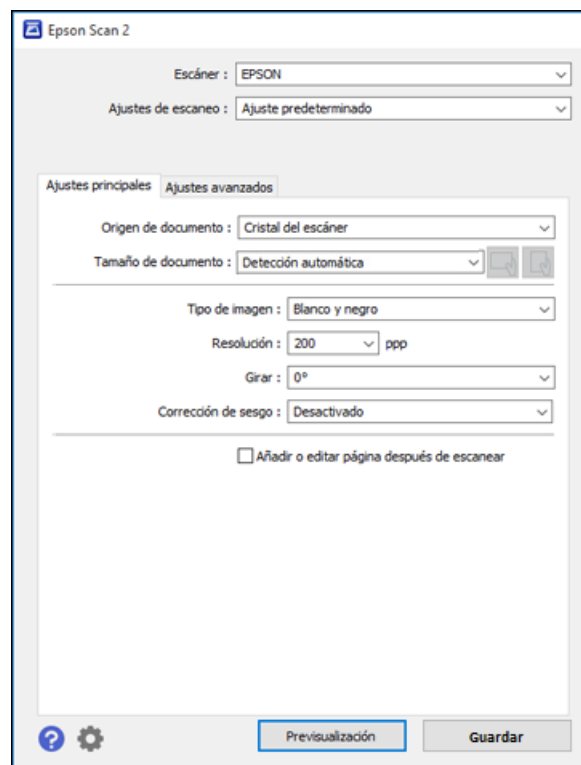 Epson Scan 2
Escáner : EPSON
Ajustes de escaneo : Ajuste predeterminado
Ajustes principales Ajustes avanzados
Origen de documento : Cristal del escáner
Tamaño de documento : Detección automática
Tipo de imagen : Blanco y negro
Resolución : 200 ppp
Girar : 0°
Corrección de sesgo : Desactivado
Añadir o editar página después de escanear
? Previsualización Guardar